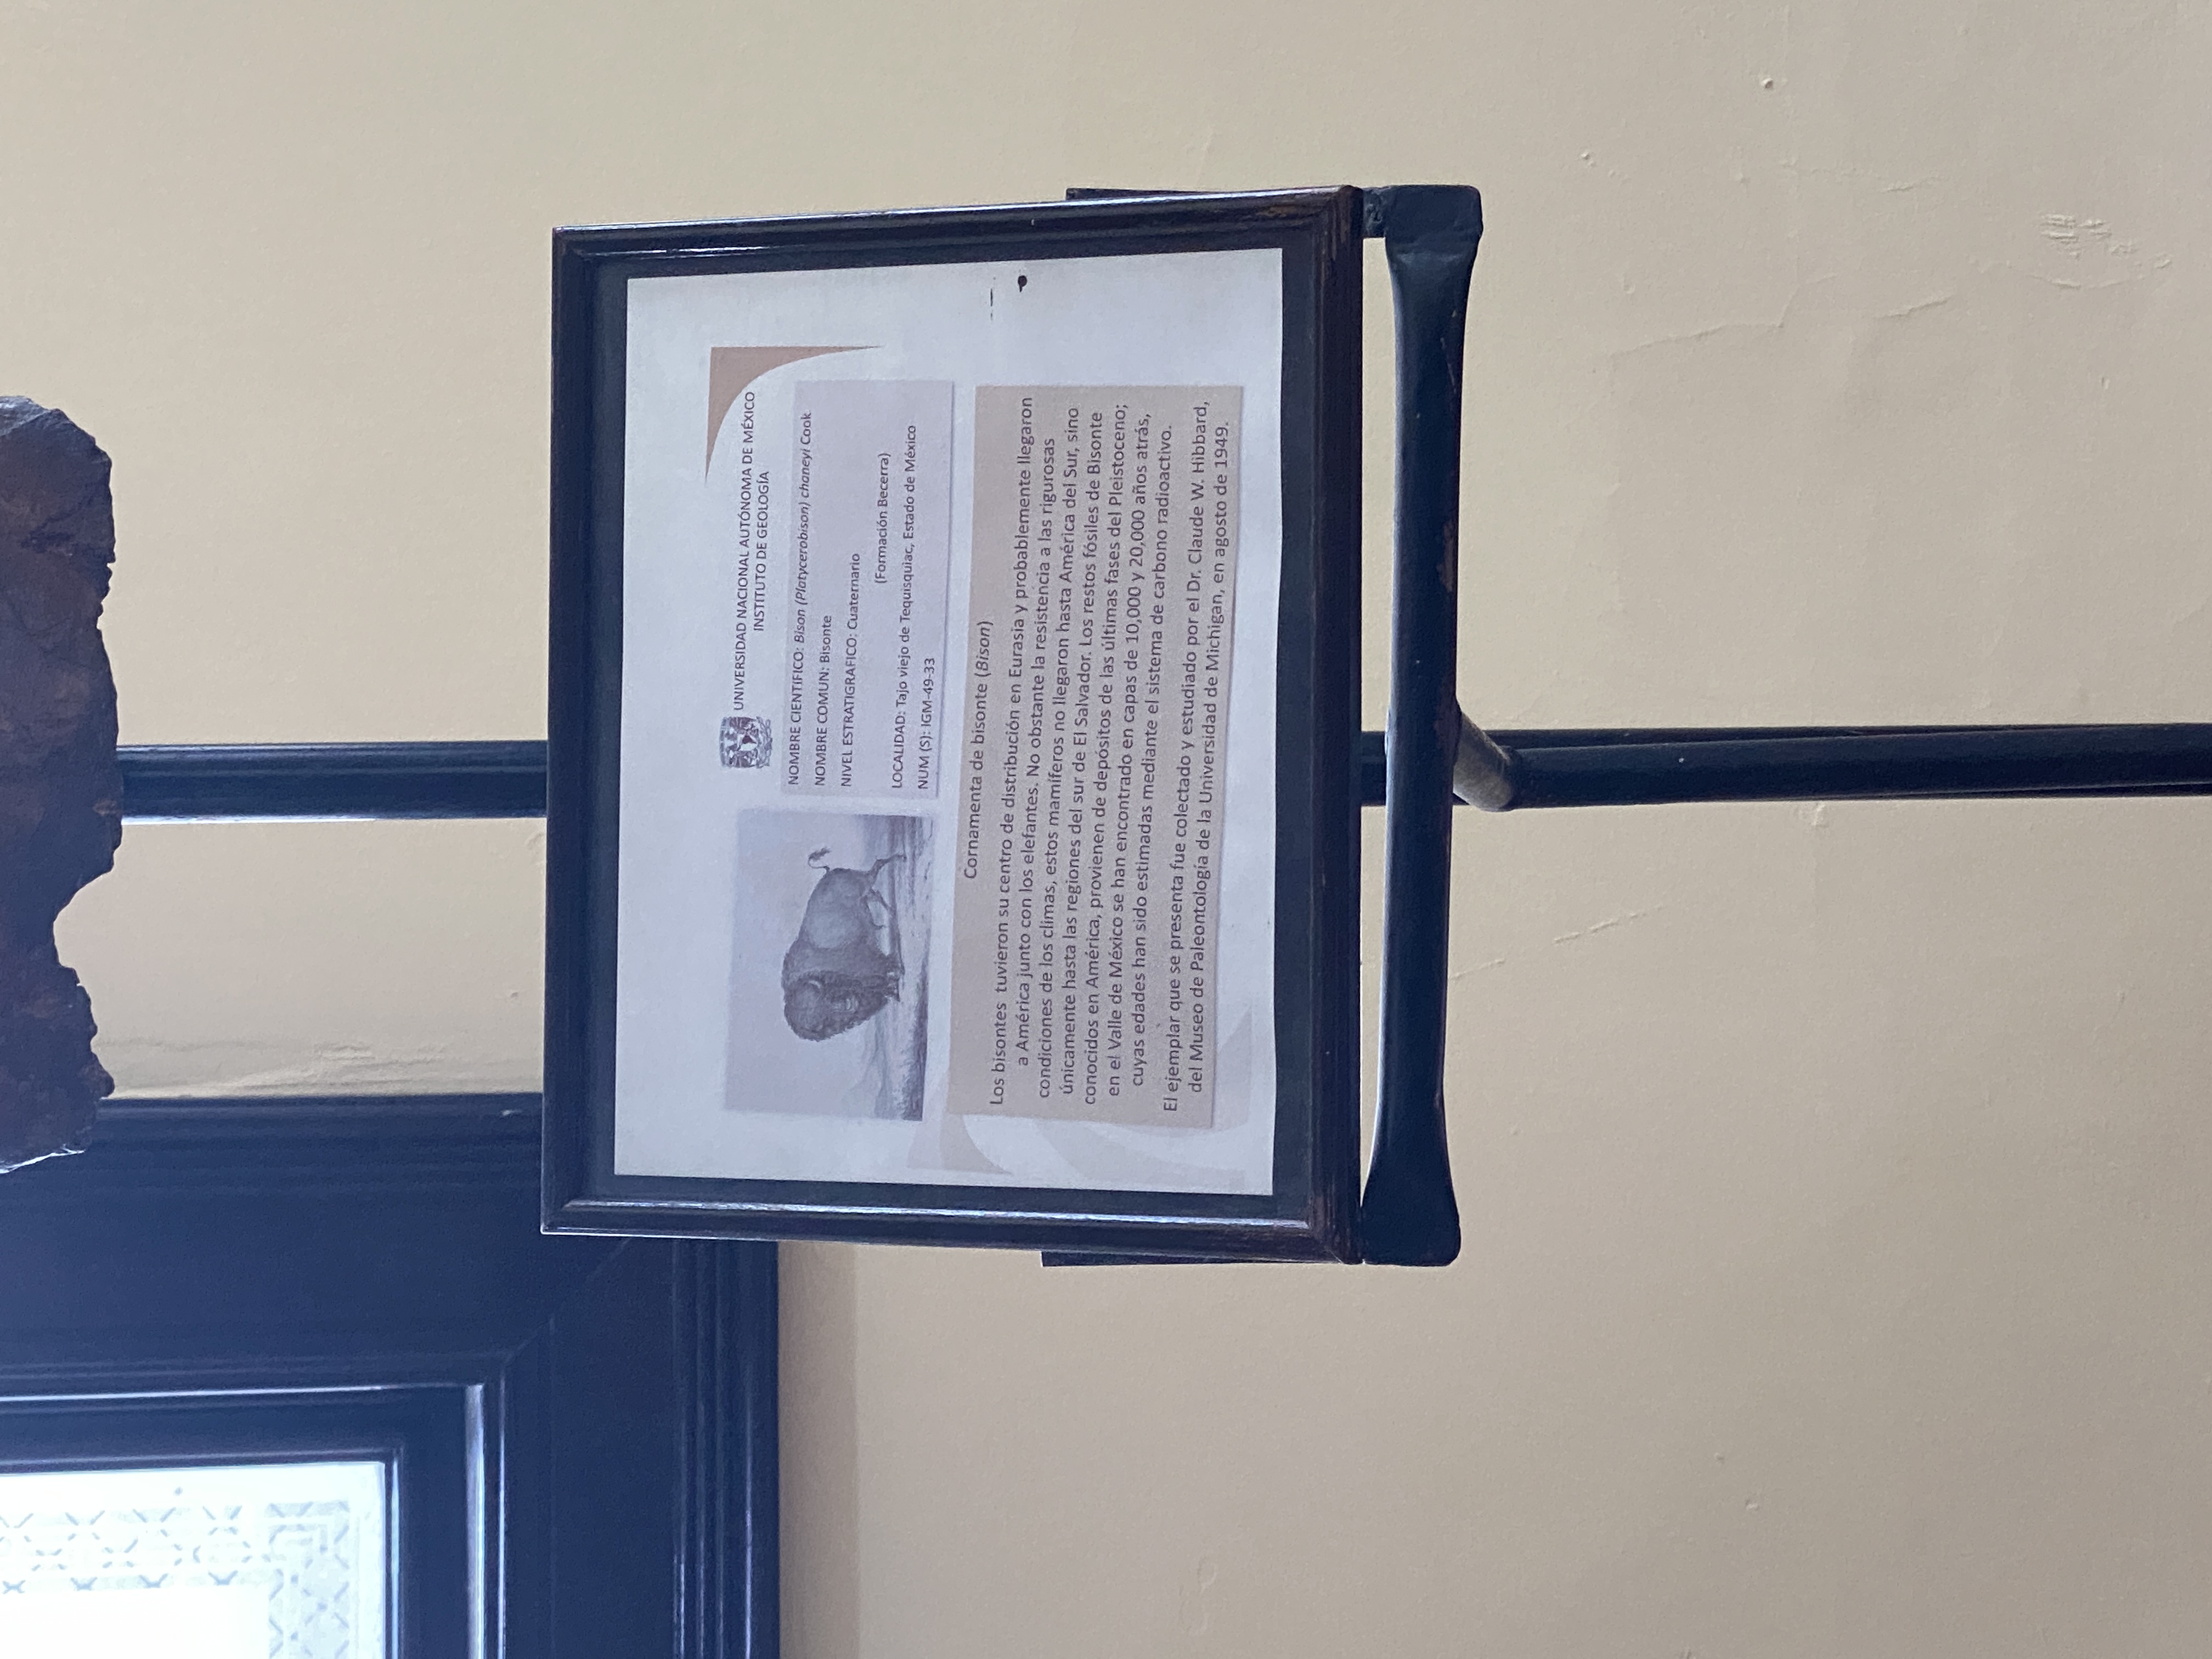 UNIVERSIDAD NACIONAL AUTÓNOMA DE MÉXICO
INSTITUTO DE GEOLOGÍA
NOMBRE CIENTÍFICO: Bison (Platycerobison) chaneyi Cook
NOMBRE COMUN: Bisonte
NIVEL ESTRATIGRAFICO: Cuaternario
(Formación Becerra)
LOCALIDAD: Tajo viejo de Tequisquiac, Estado de México
NUM (S): IGM-49-33
Cornamenta de bisonte (Bison)
Los bisontes tuvieron su centro de distribución en Eurasia y probablemente llegaron
a América junto con los elefantes. No obstante la resistencia a las rigurosas
condiciones de los climas, estos mamíferos no llegaron hasta América del Sur, sino
únicamente hasta las regiones del sur de El Salvador. Los restos fósiles de Bisonte
conocidos en América, provienen de depósitos de las últimas fases del Pleistoceno;
en el Valle de México se han encontrado en capas de 10,000 y 20,000 años atrás,
cuyas edades han sido estimadas mediante el sistema de carbono radioactivo.
El ejemplar que se presenta fue colectado y estudiado por el Dr. Claude W. Hibbard,
del Museo de Paleontología de la Universidad de Michigan, en agosto de 1949.